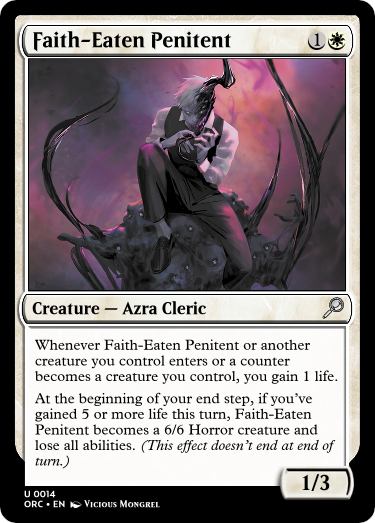 Faith-Eaten Penitent 1
Creature — Azra Cleric
Whenever Faith-Eaten Penitent or another
creature you control enters or a counter
becomes a creature you control, you gain 1 life.
At the beginning of your end step, if you've
gained 5 or more life this turn, Faith-Eaten
Penitent becomes a 6/6 Horror creature and
lose all abilities. (This effect doesn't end at end of
turn.)
1/3
U 0014
ORC • EN Vicious Mongrel